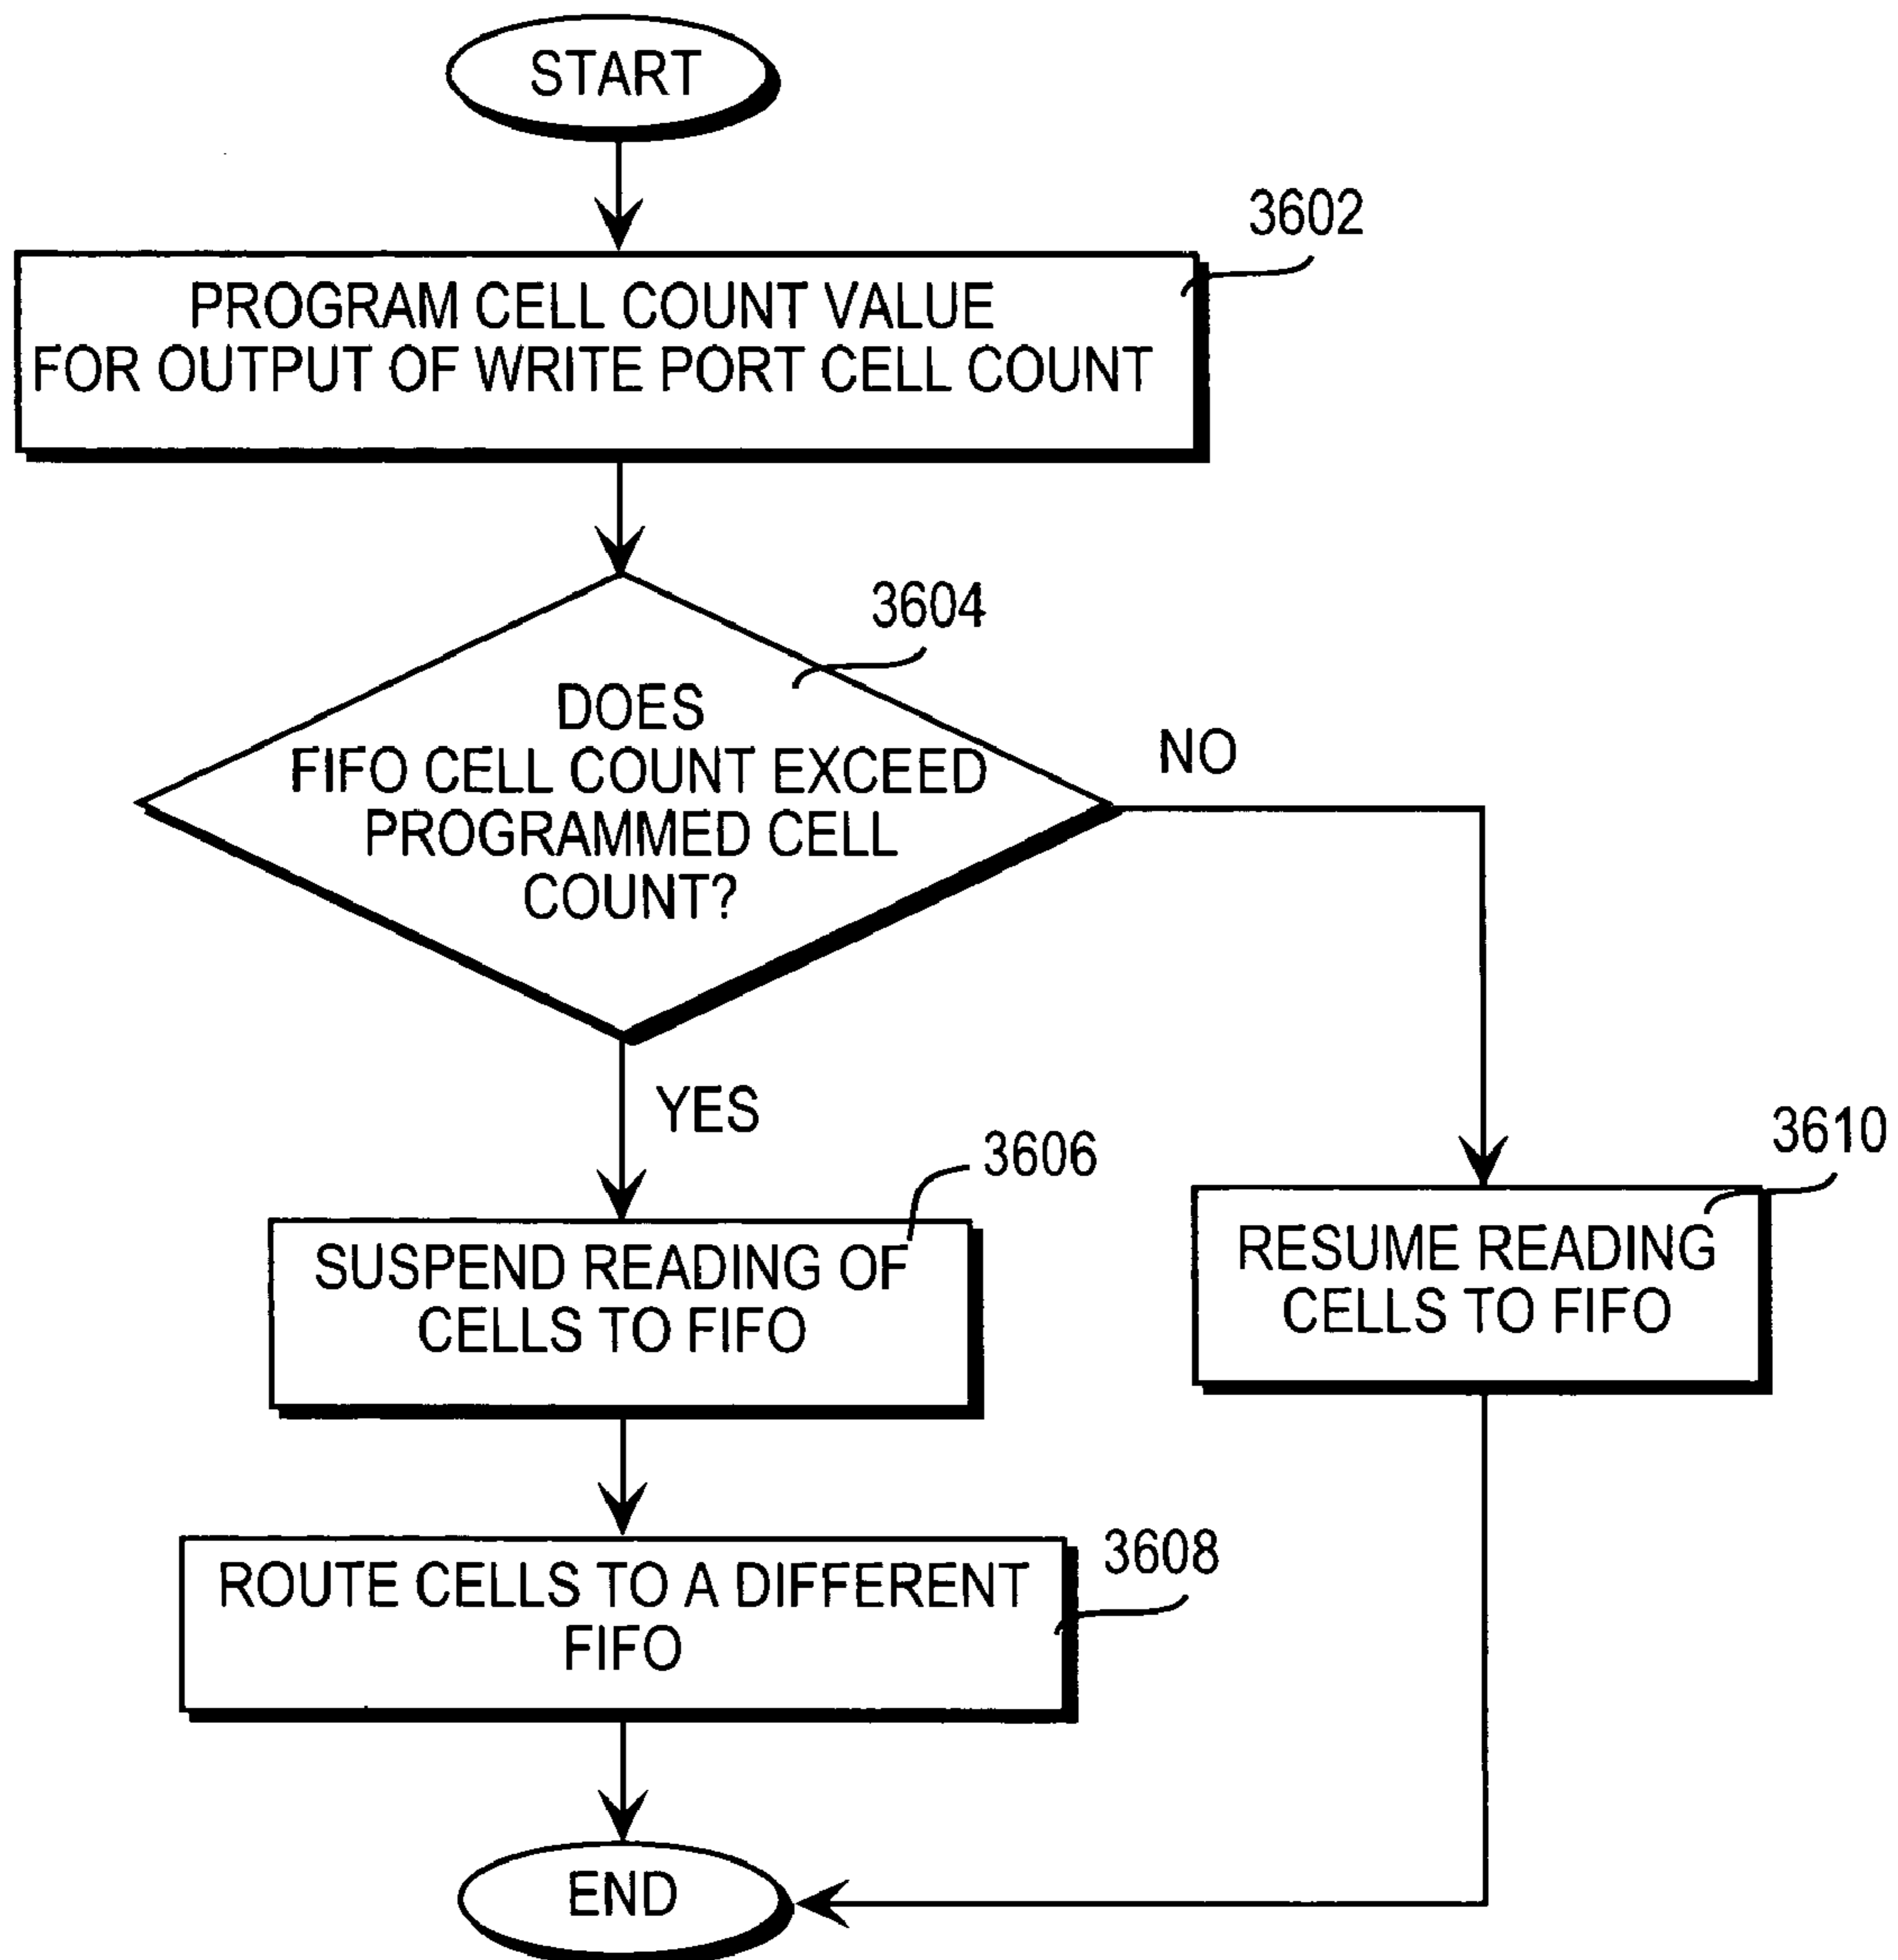 START
3602
PROGRAM CELL COUNT VALUE
FOR OUTPUT OF WRITE PORT CELL COUNT
3604
DOES
FIFO CELL COUNT EXCEED
PROGRAMMED CELL
COUNT?
NO
YES
3606
SUSPEND READING OF
CELLS TO FIFO
3610
RESUME READING
CELLS TO FIFO
3608
ROUTE CELLS TO A DIFFERENT
FIFO
END